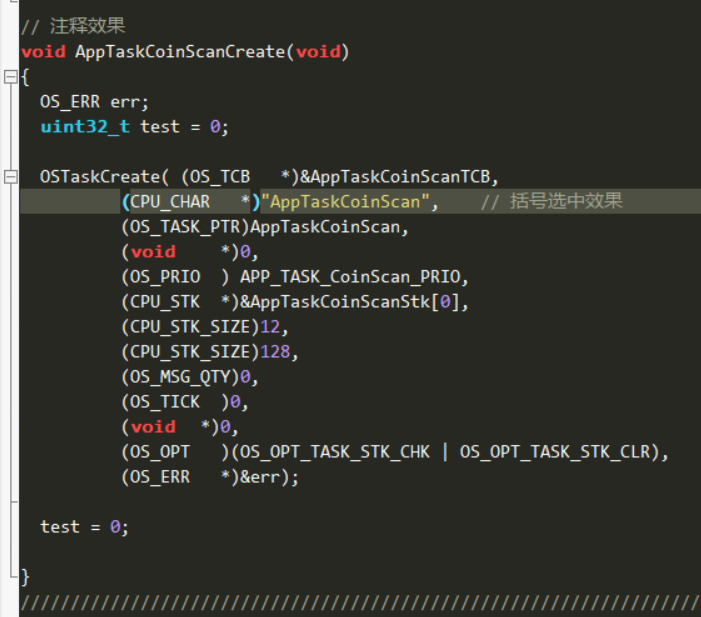 // 注释效果
void AppTaskCoinScanCreate(void)
{
  OS_ERR err;
  uint32_t test = 0;
  OSTaskCreate( (OS_TCB   *)&AppTaskCoinScanTCB,
          (CPU_CHAR   *)"AppTaskCoinScan",    // 括号选中效果
          (OS_TASK_PTR)AppTaskCoinScan,
          (void    *)0,
          (OS_PRIO  ) APP_TASK_CoinScan_PRIO,
          (CPU_STK  *)&AppTaskCoinScanStk[0],
          (CPU_STK_SIZE)12,
          (CPU_STK_SIZE)128,
          (OS_MSG_QTY)0,
          (OS_TICK  )0,
          (void  *)0,
          (OS_OPT   )(OS_OPT_TASK_STK_CHK | OS_OPT_TASK_STK_CLR),
          (OS_ERR   *)&err);
  test = 0;
}
////////////////////////////////////////////////////////////////////